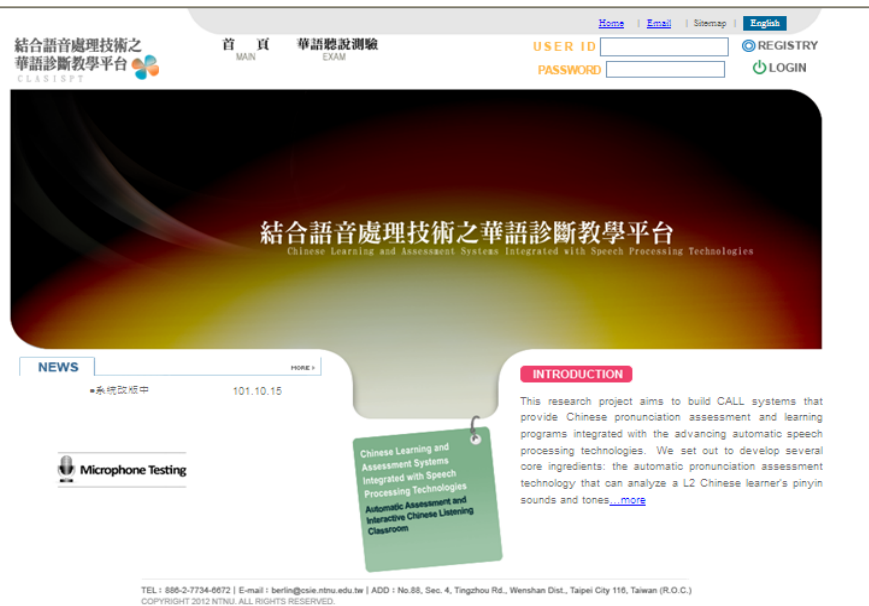 Home | Email | Sitemap | English
結合語音處理技術之
華語診斷教學平台
CLASISPT
首 頁 華語聽說測驗
MAIN EXAM
USER ID REGISTRY
PASSWORD LOGIN
結合語音處理技術之華語診斷教學平台
Chinese Learning and Assessment Systems Integrated with Speech Processing Technologies
NEWS MORE
系統改版中 101.10.15
Microphone Testing
Chinese Learning and
Assessment Systems
Integrated with Speech
Processing Technologies
Automatic Assessment and
Interactive Chinese Listening
Classroom
INTRODUCTION
This research project aims to build CALL systems that
provide Chinese pronunciation assessment and learning
programs integrated with the advancing automatic speech
processing technologies. We set out to develop several
core ingredients: the automatic pronunciation assessment
technology that can analyze a L2 Chinese learner's pinyin
sounds and tones...more
TEL：886-2-7734-6672 | E-mail：berlin@csie.ntnu.edu.tw | ADD：No.88, Sec. 4, Tingzhou Rd., Wenshan Dist., Taipei City 116, Taiwan (R.O.C.)
COPYRIGHT 2012 NTNU. ALL RIGHTS RESERVED.